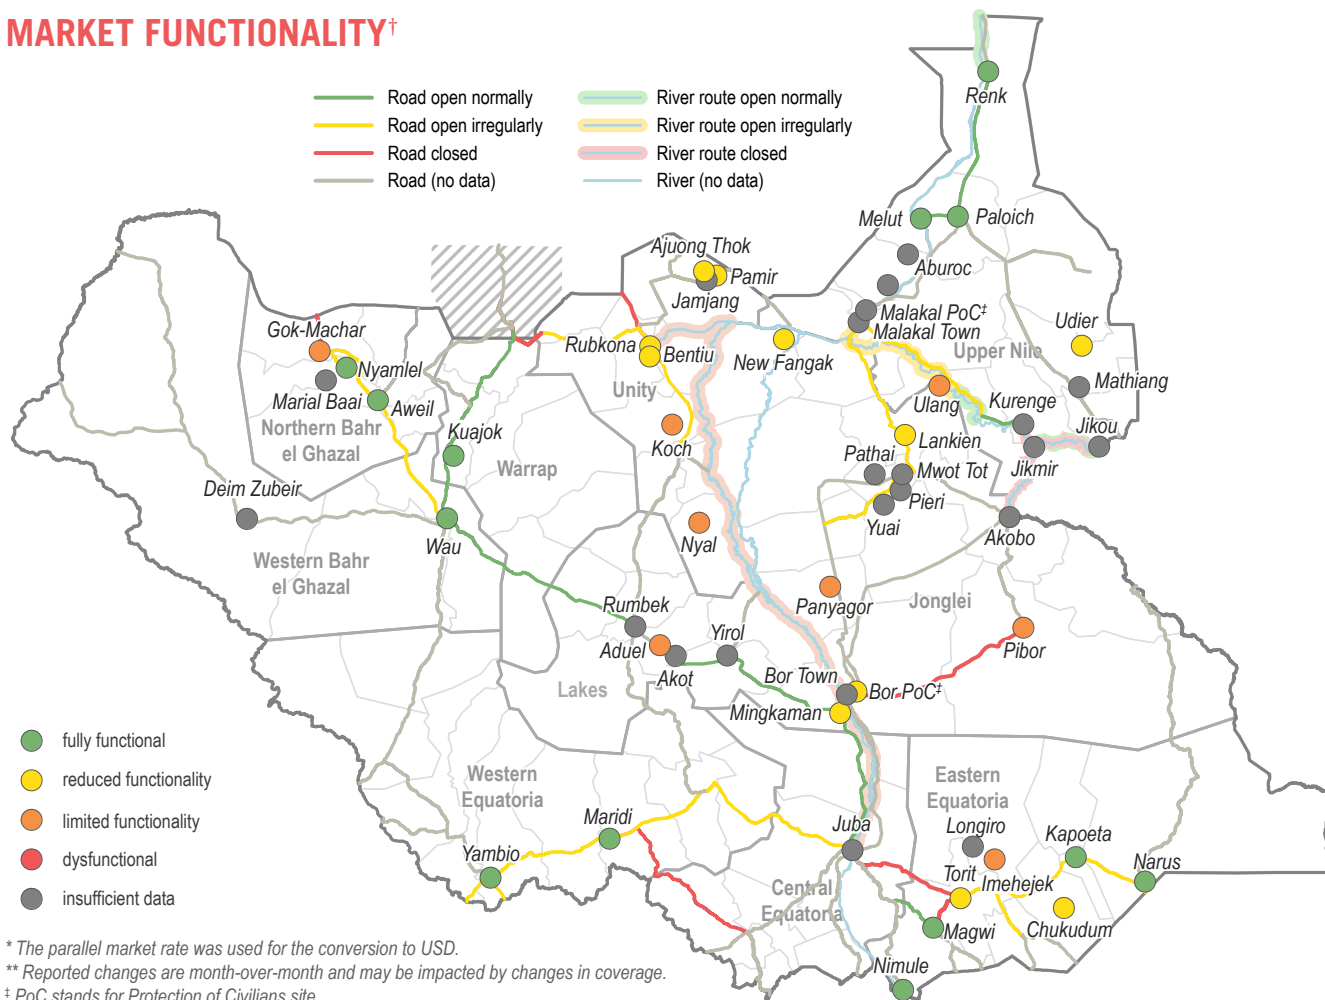 MARKET FUNCTIONALITY†
Road open normally
Road open irregularly
Road closed
Road (no data)
River route open normally
River route open irregularly
River route closed
River (no data)
Renk
Melut
Paloich
Aburoc
Ajuong Thok
Pamir
Jamjang
Malakal PoC‡
Malakal Town
Upper Nile
Udier
Gok-Machar
Nyamlel
Marial Baai
Aweil
Northern Bahr
el Ghazal
Rubkona
Bentiu
Unity
New Fangak
Ulang
Kurenge
Mathiang
Jikou
Jikmir
Kuajok
Warrap
Koch
Lankien
Pathai
Mwot Tot
Pieri
Yuai
Deim Zubeir
Wau
Western Bahr
el Ghazal
Nyal
Akobo
Panyagor
Jonglei
Rumbek
Aduel
Akot
Yirol
Pibor
Lakes
Bor Town
Bor PoC‡
Mingkaman
fully functional
reduced functionality
limited functionality
dysfunctional
insufficient data
Western
Equatoria
Maridi
Yambio
Juba
Central
Equatoria
Eastern
Equatoria
Longiro
Kapoeta
Torit
Imehejek
Narus
Chukudum
Magwi
Nimule
* The parallel market rate was used for the conversion to USD.
** Reported changes are month-over-month and may be impacted by changes in coverage.
‡ PoC stands for Protection of Civilians site